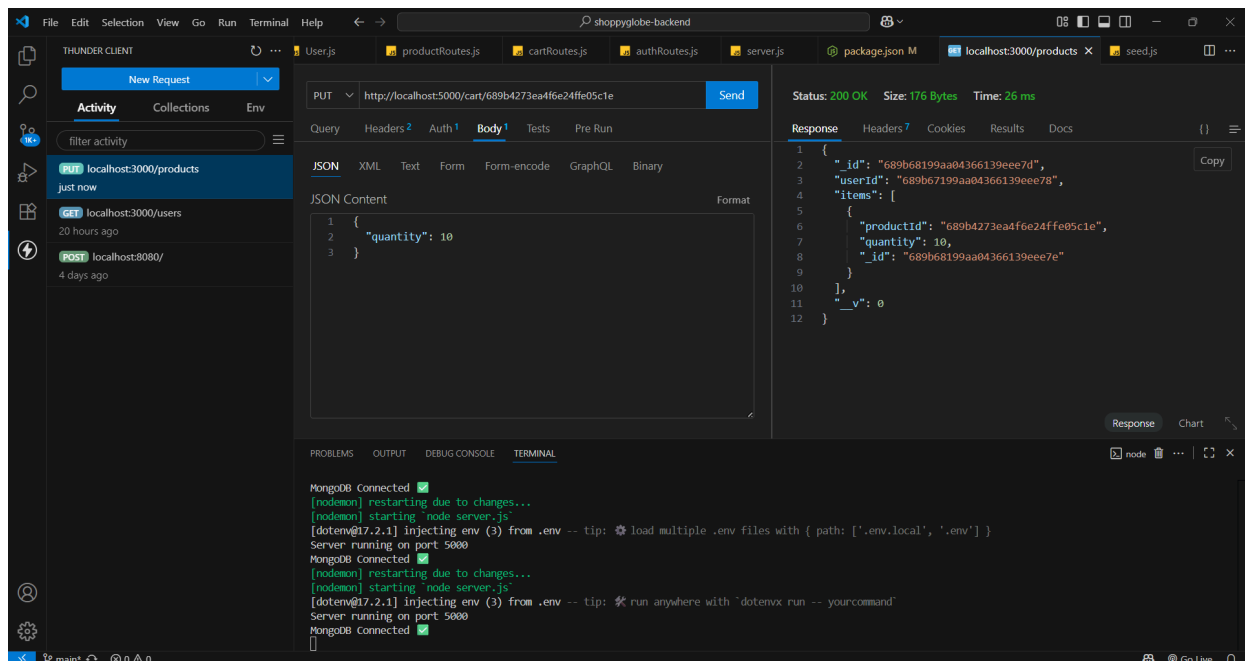 File Edit Selection View Go Run Terminal Help
shoppyglobe-backend
THUNDER CLIENT
User.js productRoutes.js cartRoutes.js authRoutes.js server.js package.json M GET localhost:3000/products seed.js
New Request
Activity Collections Env
filter activity
PUT localhost:3000/products
just now
GET localhost:3000/users
20 hours ago
POST localhost:8080/
4 days ago
1K+
PUT http://localhost:5000/cart/689b4273ea4f6e24ffe05c1e Send
Query Headers 2 Auth 1 Body 1 Tests Pre Run
JSON XML Text Form Form-encode GraphQL Binary
JSON Content Format
1 {
2 "quantity": 10
3 }
Status: 200 OK Size: 176 Bytes Time: 26 ms
Response Headers 7 Cookies Results Docs { }
Copy
1 {
2 "_id": "689b68199aa04366139eee7d",
3 "userId": "689b67199aa04366139eee78",
4 "items": [
5 {
6 "productId": "689b4273ea4f6e24ffe05c1e",
7 "quantity": 10,
8 "_id": "689b68199aa04366139eee7e"
9 }
10 ],
11 "__v": 0
12 }
Response Chart
PROBLEMS OUTPUT DEBUG CONSOLE TERMINAL node
MongoDB Connected ✅
[nodemon] restarting due to changes...
[nodemon] starting `node server.js`
[dotenv@17.2.1] injecting env (3) from .env -- tip: ⚙️ load multiple .env files with { path: ['.env.local', '.env'] }
Server running on port 5000
MongoDB Connected ✅
[nodemon] restarting due to changes...
[nodemon] starting `node server.js`
[dotenv@17.2.1] injecting env (3) from .env -- tip: 🛠️ run anywhere with `dotenvx run -- yourcommand`
Server running on port 5000
MongoDB Connected ✅
main* 0 0 Go Live